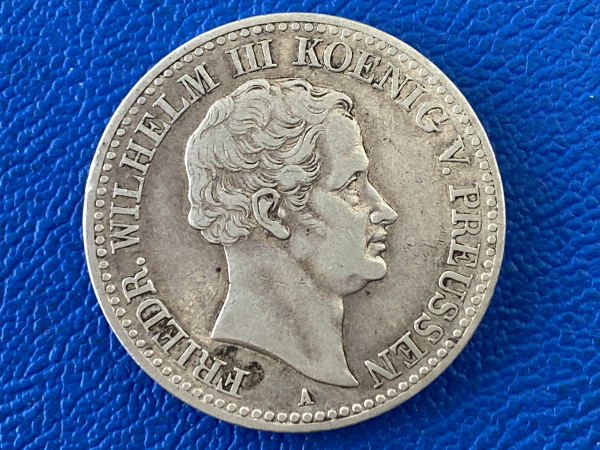 FRIEDR. WILHELM III KOENIG V. PREUSSEN
A